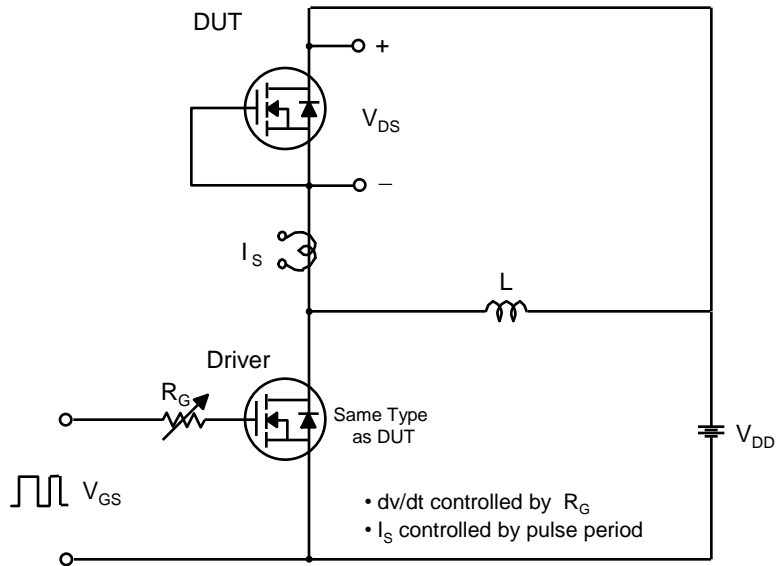 DUT
+
V_DS
–
I_S
L
Driver
R_G
Same Type
as DUT
V_DD
V_GS
• dv/dt controlled by R_G
• I_S controlled by pulse period